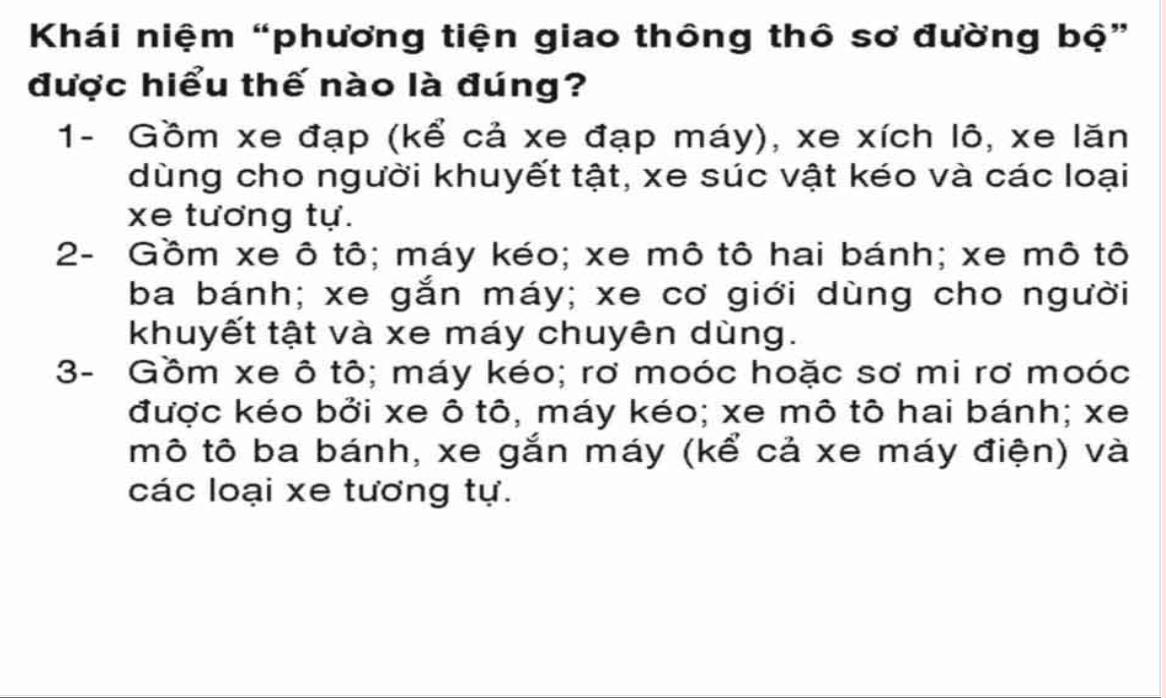 Khái niệm “phương tiện giao thông thô sơ đường bộ”
được hiểu thế nào là đúng?
1- Gồm xe đạp (kể cả xe đạp máy), xe xích lô, xe lăn
dùng cho người khuyết tật, xe súc vật kéo và các loại
xe tương tự.
2- Gồm xe ô tô; máy kéo; xe mô tô hai bánh; xe mô tô
ba bánh; xe gắn máy; xe cơ giới dùng cho người
khuyết tật và xe máy chuyên dùng.
3- Gồm xe ô tô; máy kéo; rơ moóc hoặc sơ mi rơ moóc
được kéo bởi xe ô tô, máy kéo; xe mô tô hai bánh; xe
mô tô ba bánh, xe gắn máy (kể cả xe máy điện) và
các loại xe tương tự.